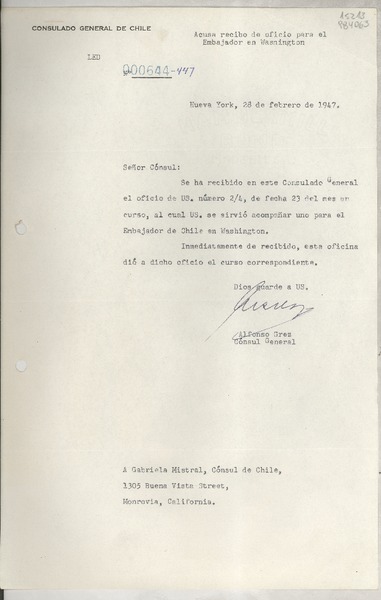 CONSULADO GENERAL DE CHILE
Acusa recibo de oficio para el
Embajador en Washington
LED
000644-447
Nueva York, 28 de febrero de 1947.
Señor Cónsul:
Se ha recibido en este Consulado General
el oficio de US. número 2/4, de fecha 23 del mes en
curso, al cual US. se sirvió acompañar uno para el
Embajador de Chile en Washington.
Inmediatamente de recibido, esta oficina
dió a dicho oficio el curso correspondiente.
Dios guarde a US.
Alfonso Grez
Cónsul General
A Gabriela Mistral, Cónsul de Chile,
1305 Buena Vista Street,
Monrovia, California.